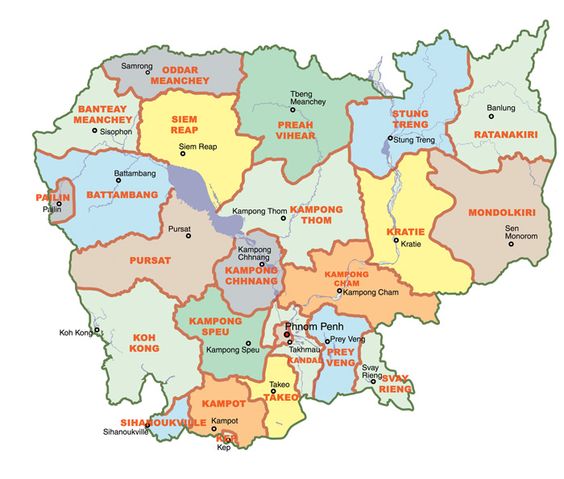 Samrong
ODDAR
MEANCHEY
BANTEAY
MEANCHEY
Sisophon
SIEM
REAP
Siem Reap
Tbeng
Meanchey
PREAH
VIHEAR
STUNG
TRENG
Stung Treng
Banlung
RATANAKIRI
PAILIN
Pailin
Battambang
BATTAMBANG
Pursat
PURSAT
Kampong Thom
KAMPONG
THOM
KRATIE
Kratie
MONDOLKIRI
Sen
Monorom
Kampong
Chhnang
KAMPONG
CHHNANG
KAMPONG
CHAM
Kampong Cham
Koh Kong
KOH
KONG
KAMPONG
SPEU
Kampong Speu
Phnom Penh
Takhmau
KANDAL
Prey Veng
PREY
VENG
Svay
Rieng
SVAY
RIENG
Takeo
TAKEO
KAMPOT
Kampot
SIHANOUKVILLE
Sihanoukville
KEP
Kep